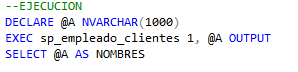 --EJECUCION
DECLARE @A NVARCHAR(1000)
EXEC sp_empleado_clientes 1, @A OUTPUT
SELECT @A AS NOMBRES